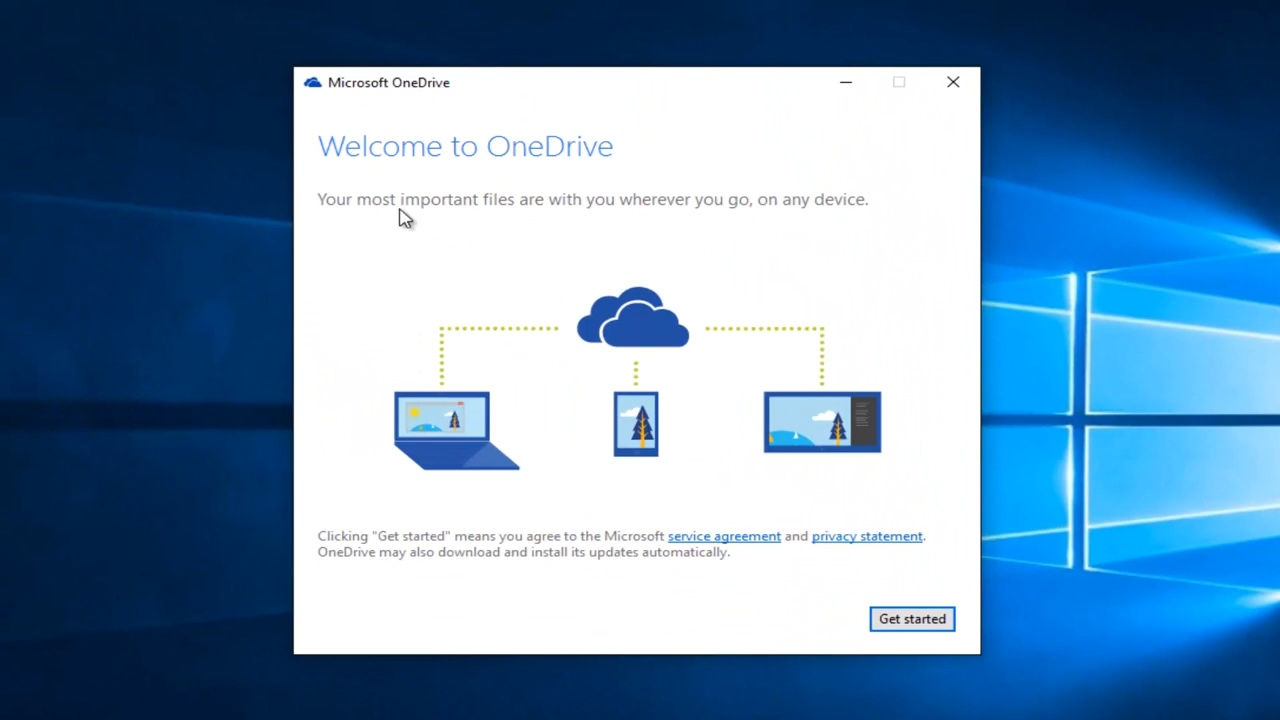 Microsoft OneDrive
Welcome to OneDrive
Your most important files are with you wherever you go, on any device.
Clicking "Get started" means you agree to the Microsoft service agreement and privacy statement.
OneDrive may also download and install its updates automatically.
Get started